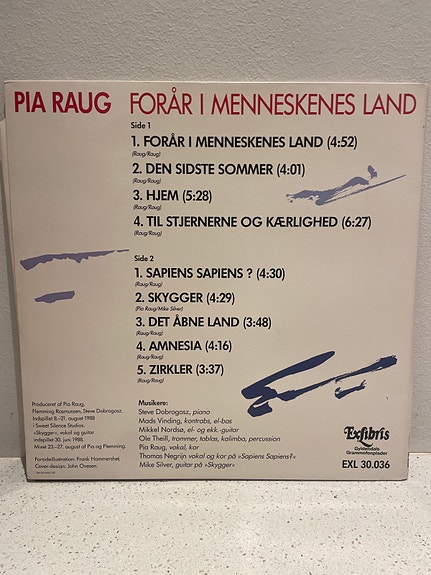 PIA RAUG FORÅR I MENNESKENES LAND
Side 1
1. FORÅR I MENNESKENES LAND (4:52)
(Raug/Raug)
2. DEN SIDSTE SOMMER (4:01)
(Raug/Raug)
3. HJEM (5:28)
(Raug/Raug)
4. TIL STJERNERNE OG KÆRLIGHED (6:27)
(Raug/Raug)
Side 2
1. SAPIENS SAPIENS ? (4:30)
(Raug/Raug)
2. SKYGGER (4:29)
(Pia Raug/Mike Silver)
3. DET ÅBNE LAND (3:48)
(Raug/Raug)
4. AMNESIA (4:16)
(Raug/Raug)
5. ZIRKLER (3:37)
(Raug/Raug)
Produceret af Pia Raug,
Flemming Rasmussen, Steve Dobrogosz.
Indspillet 8.-21. august 1988
i Sweet Silence Studios.
»Skygger«, vokal og guitar
indspillet 30. juni 1988.
Mixet 23.-27. august af Pia og Flemming.
Forsideillustration: Frank Hammershøj
Cover-design: John Ovesen.
Musikere:
Steve Dobrogosz, piano
Mads Vinding, kontrabs, el-bas
Mikkel Nordsø, el- og ekk.-guitar
Ole Theill, trommer, tablas, kalimba, percussion
Pia Raug, vokal, kor
Thomas Negrijn vokal og kor på »Sapiens Sapiens?«
Mike Silver, guitar på »Skygger«
Exlibris
Gyldendals
Grammofonplader
EXL 30.036